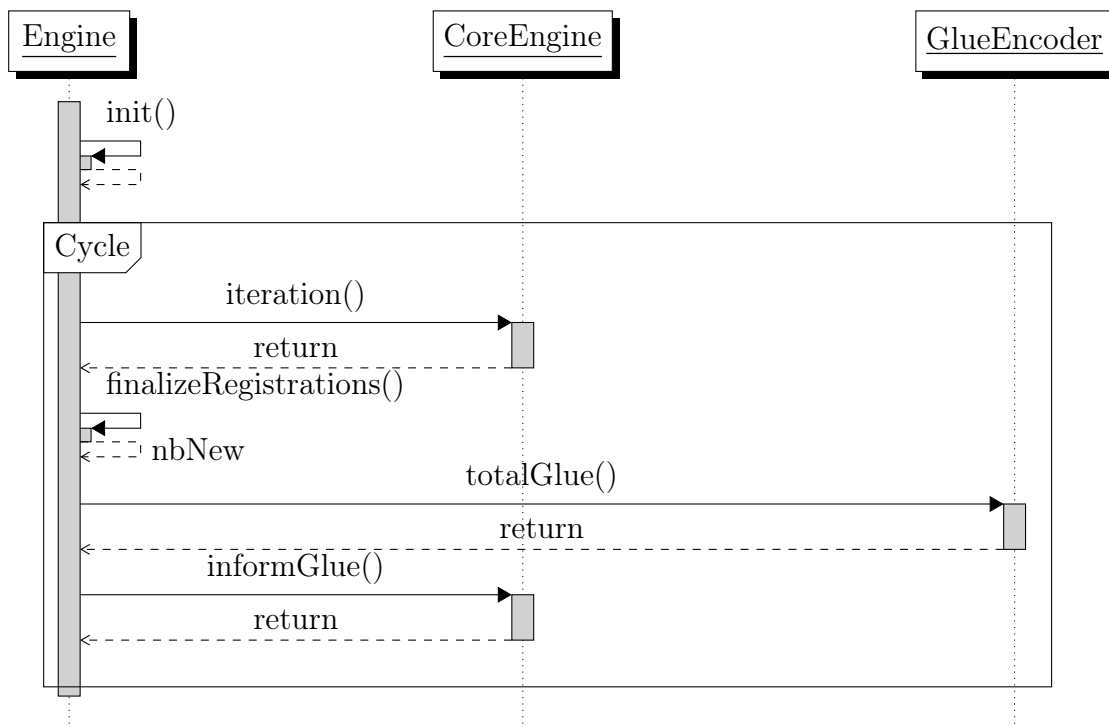 Engine
CoreEngine
GlueEncoder
init()
Cycle
iteration()
return
finalizeRegistrations()
nbNew
totalGlue()
return
informGlue()
return